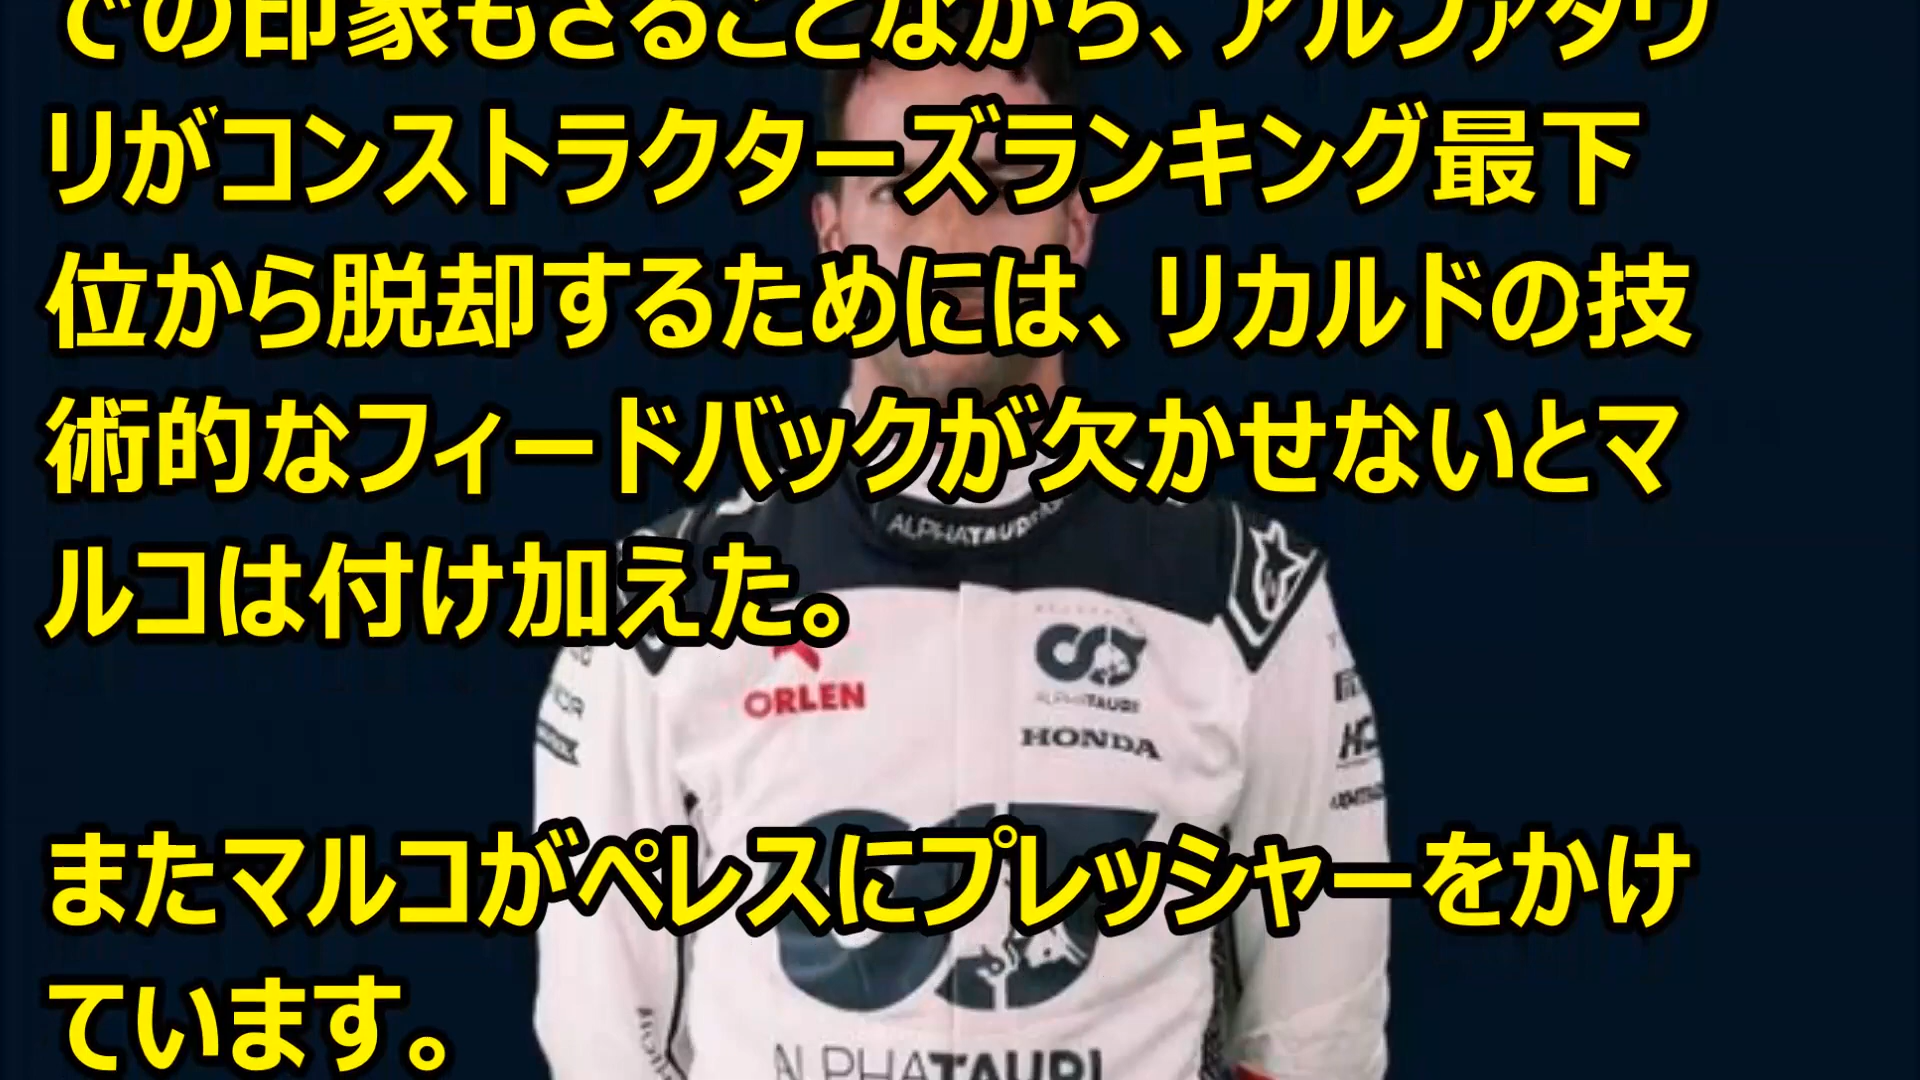 での印象もさることながら、アルファタウ
リがコンストラクターズランキング最下
位から脱却するためには、リカルドの技
術的なフィードバックが欠かせないとマ
ルコは付け加えた。
ALPHATAURI
ORLEN
ALPHATAURI
HONDA
またマルコがペレスにプレッシャーをかけ
ています。
ALPHATAURI